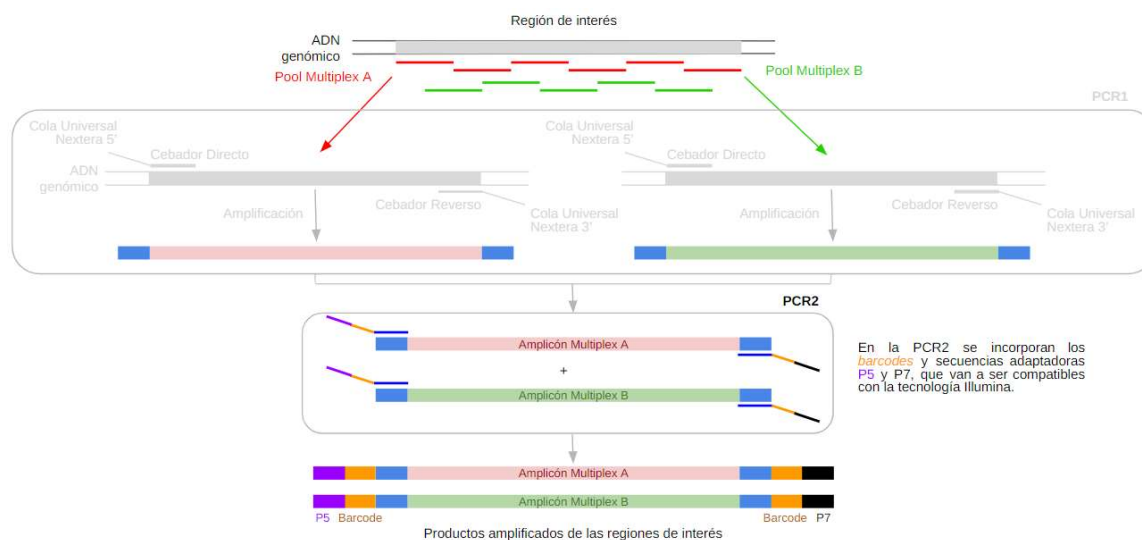 Región de interés
ADN
genómico
Pool Multiplex A
Pool Multiplex B
PCR1
Cola Universal
Nextera 5'
Cebador Directo
ADN
genómico
Cebador Reverso
Amplificación
Cola Universal
Nextera 3'
Cola Universal
Nextera 5'
Cebador Directo
Cebador Reverso
Amplificación
Cola Universal
Nextera 3'
PCR2
Amplicón Multiplex A
+
Amplicón Multiplex B
En la PCR2 se incorporan los
barcodes y secuencias adaptadoras
P5 y P7, que van a ser compatibles
con la tecnología Illumina.
Amplicón Multiplex A
Amplicón Multiplex B
P5 Barcode
Barcode P7
Productos amplificados de las regiones de interés